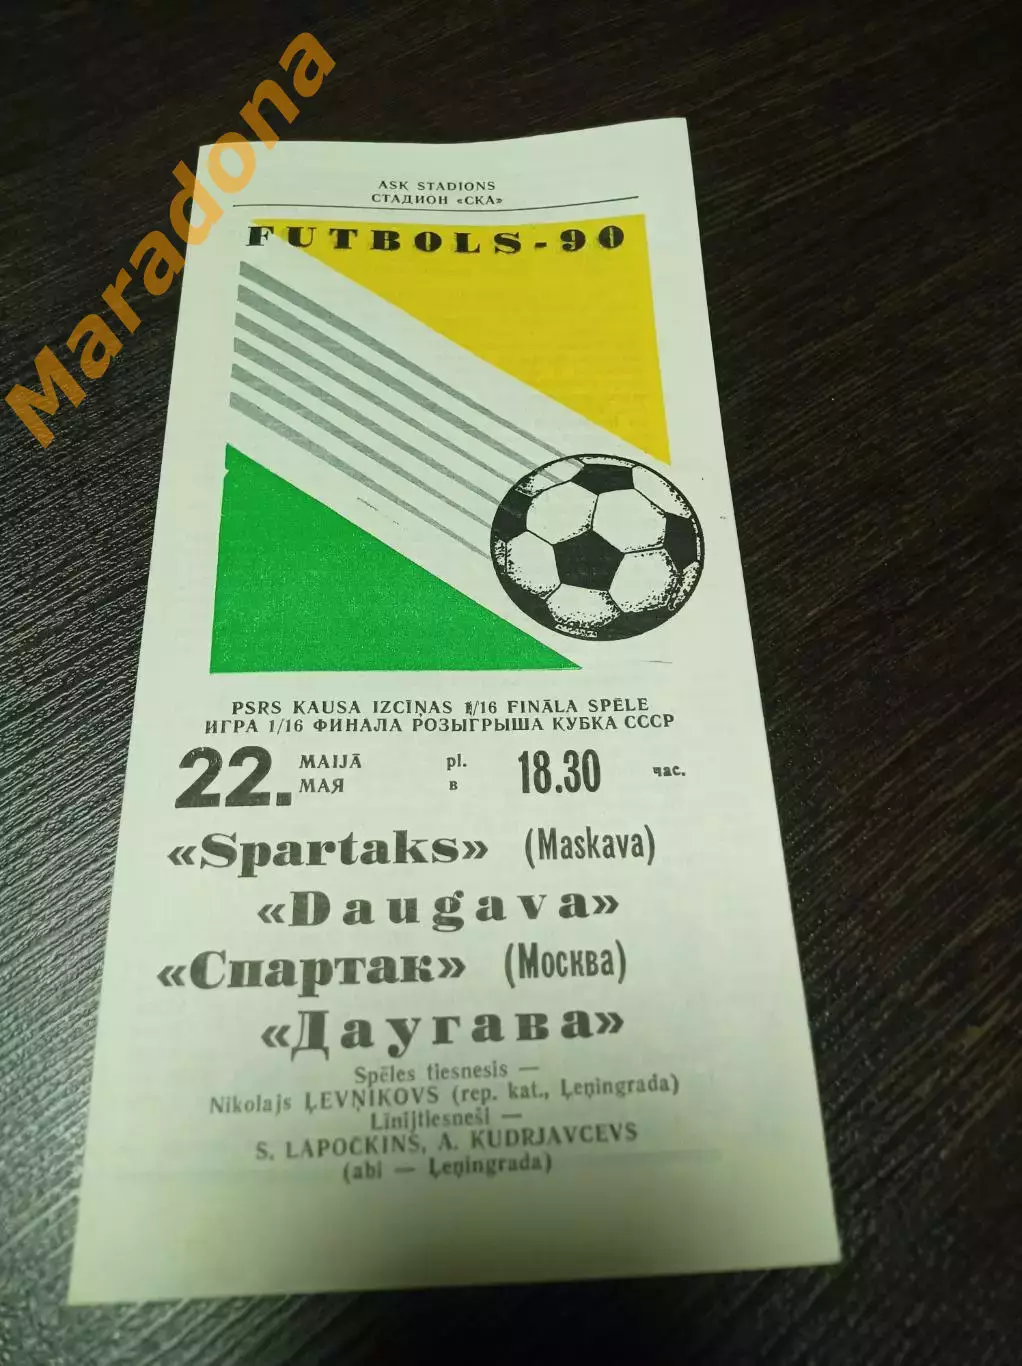 Maradona
ASK STADIONS
СТАДИОН «СКА»
FUTBOLS-90
PSRS KAUSA IZCĪŅAS 1/16 FINĀLA SPĒLE
ИГРА 1/16 ФИНАЛА РОЗЫГРЫША КУБКА СССР
22. MAIJĀ pl. 18.30 час.
МАЯ в
«Spartaks» (Maskava)
«Daugava»
«Спартак» (Москва)
«Даугава»
Spēles tiesnesis —
Nikolajs ĻEVŅIKOVS (rep. kat., Ļeņingrada)
Līnijtiesneši —
S. LAPOČKINS, A. KUDRJAVCEVS
(abi — Ļeņingrada)